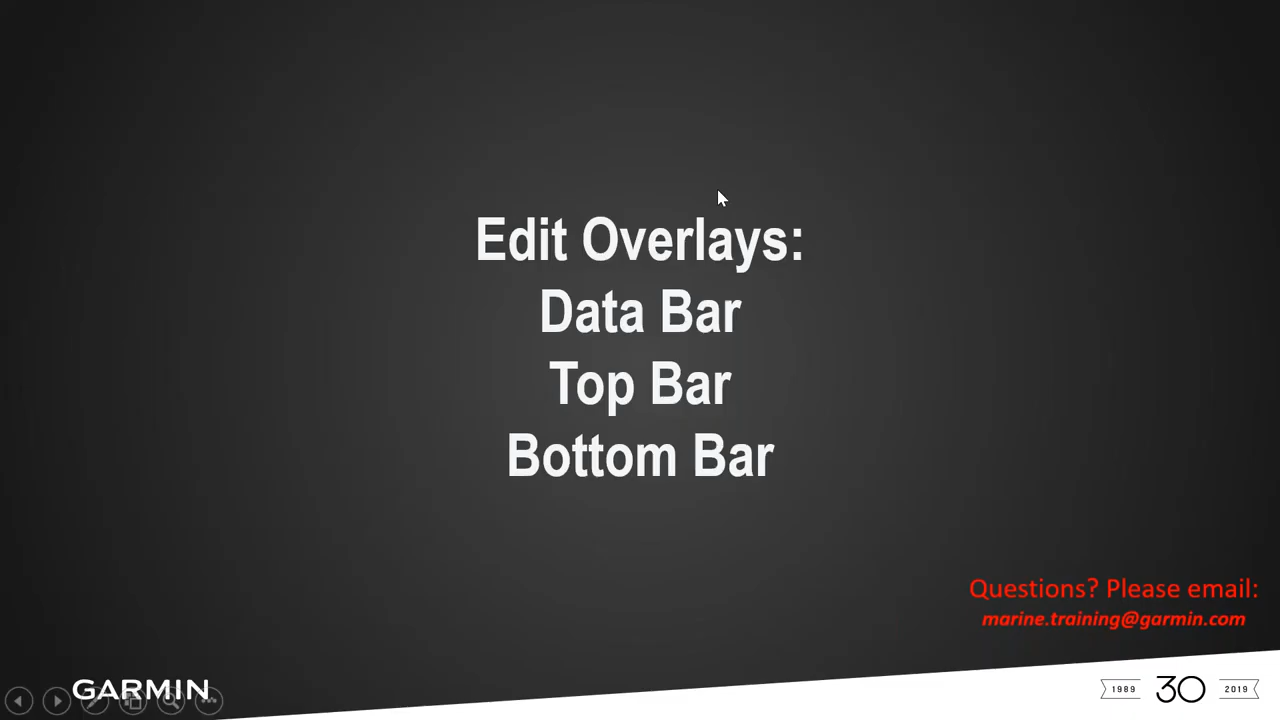 Edit Overlays:
Data Bar
Top Bar
Bottom Bar
Questions? Please email:
marine.training@garmin.com
GARMIN
1989 30 2019